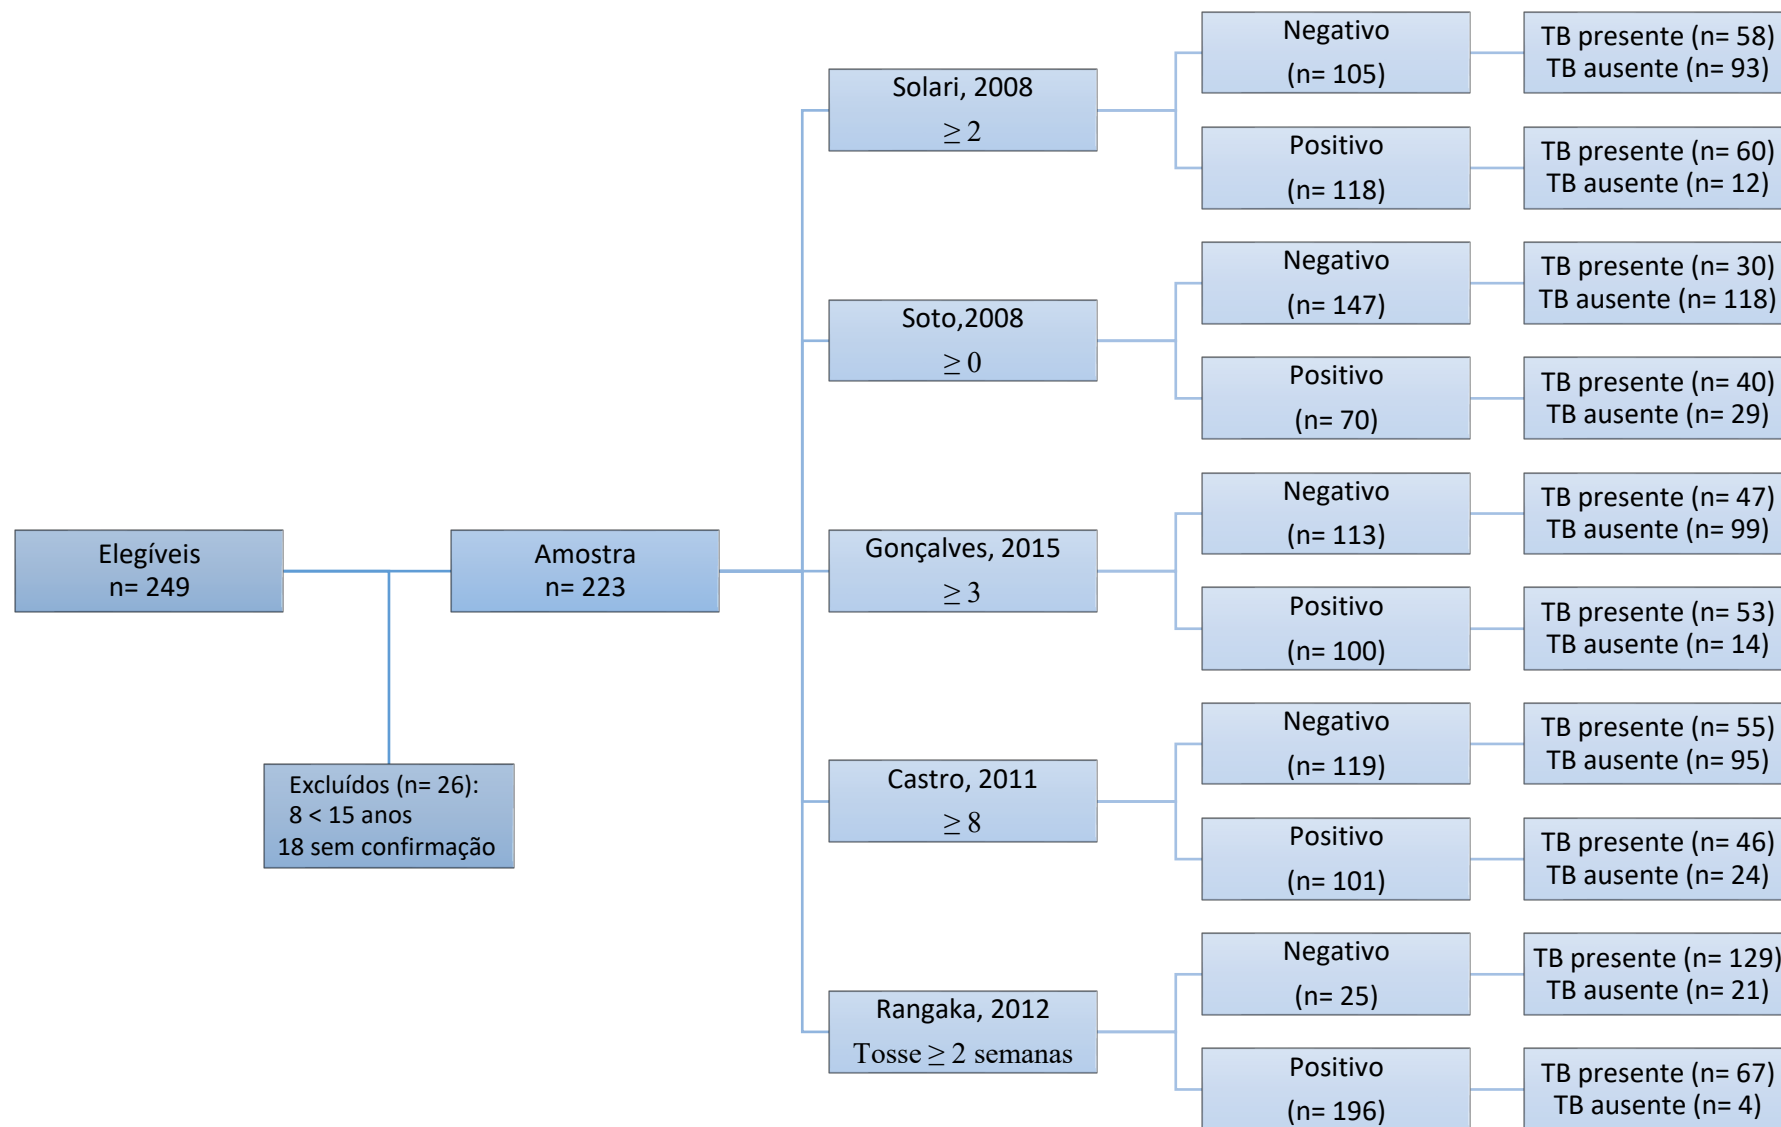 Elegíveis
n= 249
Excluídos (n= 26):
8 < 15 anos
18 sem confirmação
Amostra
n= 223
Solari, 2008
≥ 2
Negativo
(n= 105)
TB presente (n= 58)
TB ausente (n= 93)
Positivo
(n= 118)
TB presente (n= 60)
TB ausente (n= 12)
Soto,2008
≥ 0
Negativo
(n= 147)
TB presente (n= 30)
TB ausente (n= 118)
Positivo
(n= 70)
TB presente (n= 40)
TB ausente (n= 29)
Gonçalves, 2015
≥ 3
Negativo
(n= 113)
TB presente (n= 47)
TB ausente (n= 99)
Positivo
(n= 100)
TB presente (n= 53)
TB ausente (n= 14)
Castro, 2011
≥ 8
Negativo
(n= 119)
TB presente (n= 55)
TB ausente (n= 95)
Positivo
(n= 101)
TB presente (n= 46)
TB ausente (n= 24)
Rangaka, 2012
Tosse ≥ 2 semanas
Negativo
(n= 25)
TB presente (n= 129)
TB ausente (n= 21)
Positivo
(n= 196)
TB presente (n= 67)
TB ausente (n= 4)